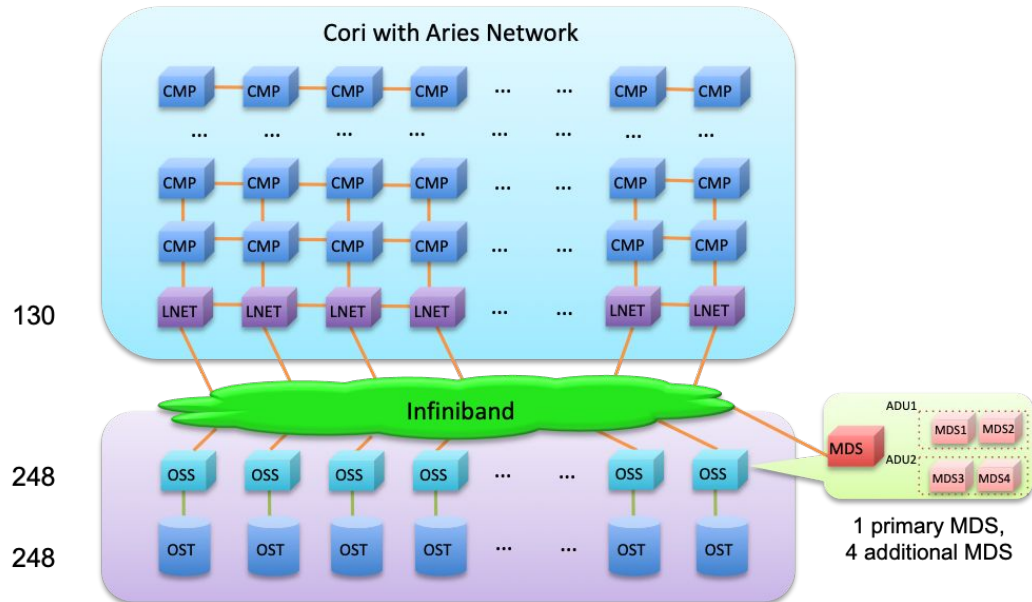 Cori with Aries Network
CMP CMP CMP CMP ... ... CMP CMP
... ... ... ... ... ... ... ...
CMP CMP CMP CMP ... ... CMP CMP
CMP CMP CMP CMP ... ... CMP CMP
130 LNET LNET LNET LNET ... ... LNET LNET
Infiniband
ADU1
MDS1 MDS2
MDS
ADU2
MDS3 MDS4
248 OSS OSS OSS OSS ... ... OSS OSS
1 primary MDS,
4 additional MDS
248 OST OST OST OST ... ... OST OST